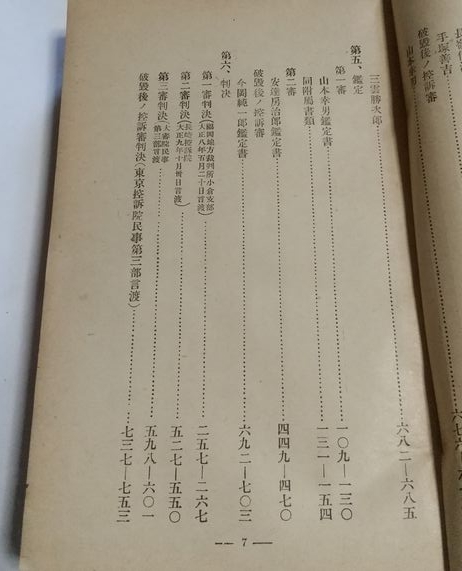 手塚善吉
破毀後ノ控訴審
山本幸男
三雲勝次郎……六八二—六八五
第五、鑑定
第一審
山本幸男鑑定書……一〇九—一三〇
同附屬書類……一三一—一五四
第二審
安達房治郎鑑定書……四四九—四七〇
破毀後ノ控訴審
今岡純一郎鑑定書……六九二—七〇三
第六、判决
第一審判决(福岡地方裁判所小倉支部 大正八年五月二十日言渡)……二五七—二六七
第二審判决(長崎控訴院 大正九年十月卅日言渡)……五二七—五五〇
第三審判决(大審院民事 第三部言渡)……五九八—六〇一
破毀後ノ控訴審判决(東京控訴院民事第三部言渡)……七三七—七五三
— 7 —